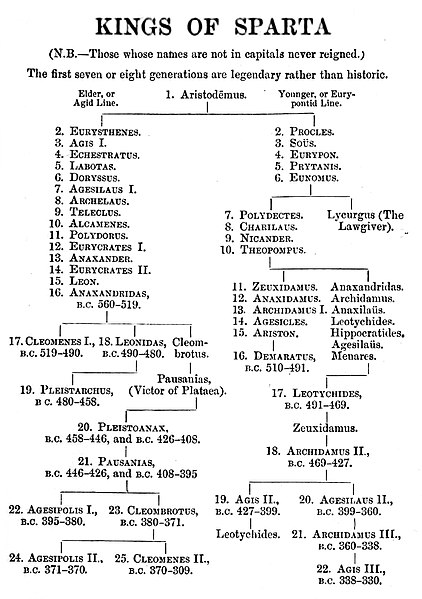 KINGS OF SPARTA
(N.B.—Those whose names are not in capitals never reigned.)
The first seven or eight generations are legendary rather than historic.
Elder, or
Agid Line.
1. ARISTODĒMUS.
Younger, or Eury-
pontid Line.
2. EURYSTHENES.
3. AGIS I.
4. ECHESTRATUS.
5. LABOTAS.
6. DORYSSUS.
7. AGESILAUS I.
8. ARCHELAUS.
9. TELECLUS.
10. ALCAMENES.
11. POLYDORUS.
12. EURYCRATES I.
13. ANAXANDER.
14. EURYCRATES II.
15. LEON.
16. ANAXANDRIDAS,
B.C. 560–519.
17. CLEOMENES I.,
B.C. 519–490.
18. LEONIDAS,
B.C. 490–480.
Cleom-
brotus.
19. PLEISTARCHUS,
B.C. 480–458.
Pausanias,
(Victor of Plataea).
20. PLEISTOANAX,
B.C. 458–446, and B.C. 426–408.
21. PAUSANIAS,
B.C. 446–426, and 408–395
22. AGESIPOLIS I.,
B.C. 395–380.
23. CLEOMBROTUS,
B.C. 380–371.
24. AGESIPOLIS II.,
B.C. 371–370.
25. CLEOMENES II.,
B.C. 370–309.
2. PROCLES.
3. SOÜS.
4. EURYPON.
5. PRYTANIS.
6. EUNOMUS.
7. POLYDECTES.
8. CHARILAUS.
9. NICANDER.
10. THEOPOMPUS.
Lycurgus (The
Lawgiver).
11. ZEUXIDAMUS.
12. ANAXIDAMUS.
13. ARCHIDAMUS I.
14. AGESICLES.
15. ARISTON.
16. DEMARATUS,
B.C. 510–491.
Anaxandridas.
Archidamus.
Anaxilaüs.
Leotychides.
Hippocratides,
Agesilaüs.
Menares.
17. LEOTYCHIDES,
B.C. 491–469.
Zeuxidamus.
18. ARCHIDAMUS II.,
B.C. 469–427.
19. AGIS II.,
B.C. 427–399.
Leotychides.
20. AGESILAUS II.,
B.C. 399–360.
21. ARCHIDAMUS III.,
B.C. 360–338.
22. AGIS III.,
B.C. 338–330.